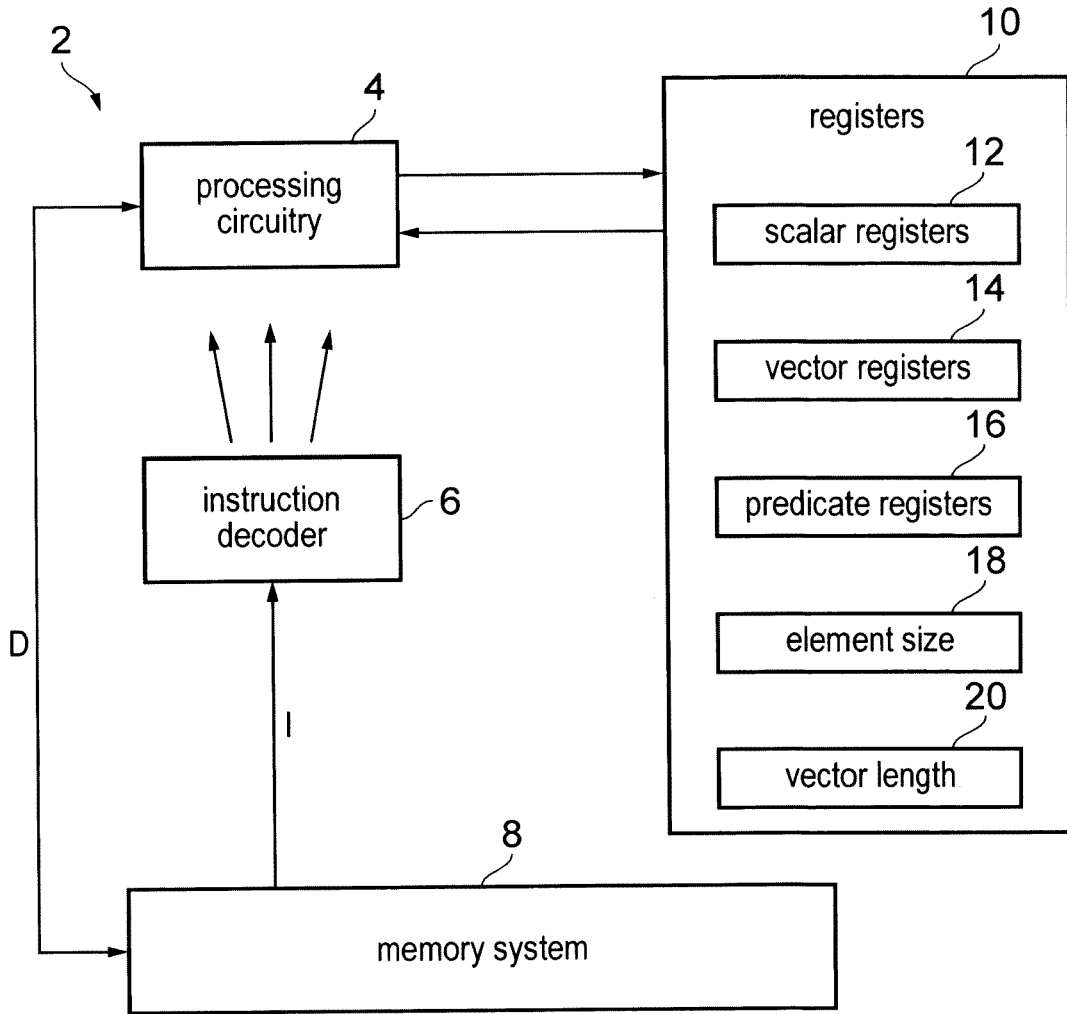 2
4
10
processing
circuitry
registers
12
scalar registers
14
vector registers
16
predicate registers
instruction
decoder
6
18
element size
D
I
20
vector length
8
memory system